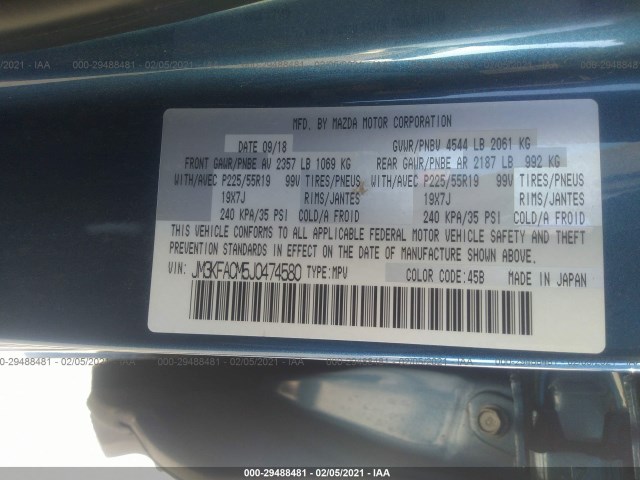 000-29488481 - 02/05/2021 - IAA
MFD. BY MAZDA MOTOR CORPORATION
DATE 09/18 GVWR/PNBV 4544 LB 2061 KG
FRONT GAWR/PNBE AV 2357 LB 1069 KG REAR GAWR/PNBE AR 2187 LB 992 KG
WITH/AVEC P225/55R19 99V TIRES/PNEUS WITH/AVEC P225/55R19 99V TIRES/PNEUS
19X7J RIMS/JANTES 19X7J RIMS/JANTES
240 KPA/35 PSI COLD/A FROID 240 KPA/35 PSI COLD/A FROID
THIS VEHICLE CONFORMS TO ALL APPLICABLE FEDERAL MOTOR VEHICLE SAFETY AND THEFT
PREVENTION STANDARDS IN EFFECT ON THE DATE OF MANUFACTURE SHOWN ABOVE.
VIN: JM3KFACM5J0474580 TYPE:MPV COLOR CODE:45B MADE IN JAPAN
000-29488481 - 02/05/2021 - IAA
000-29488481 - 02/05/2021 - IAA